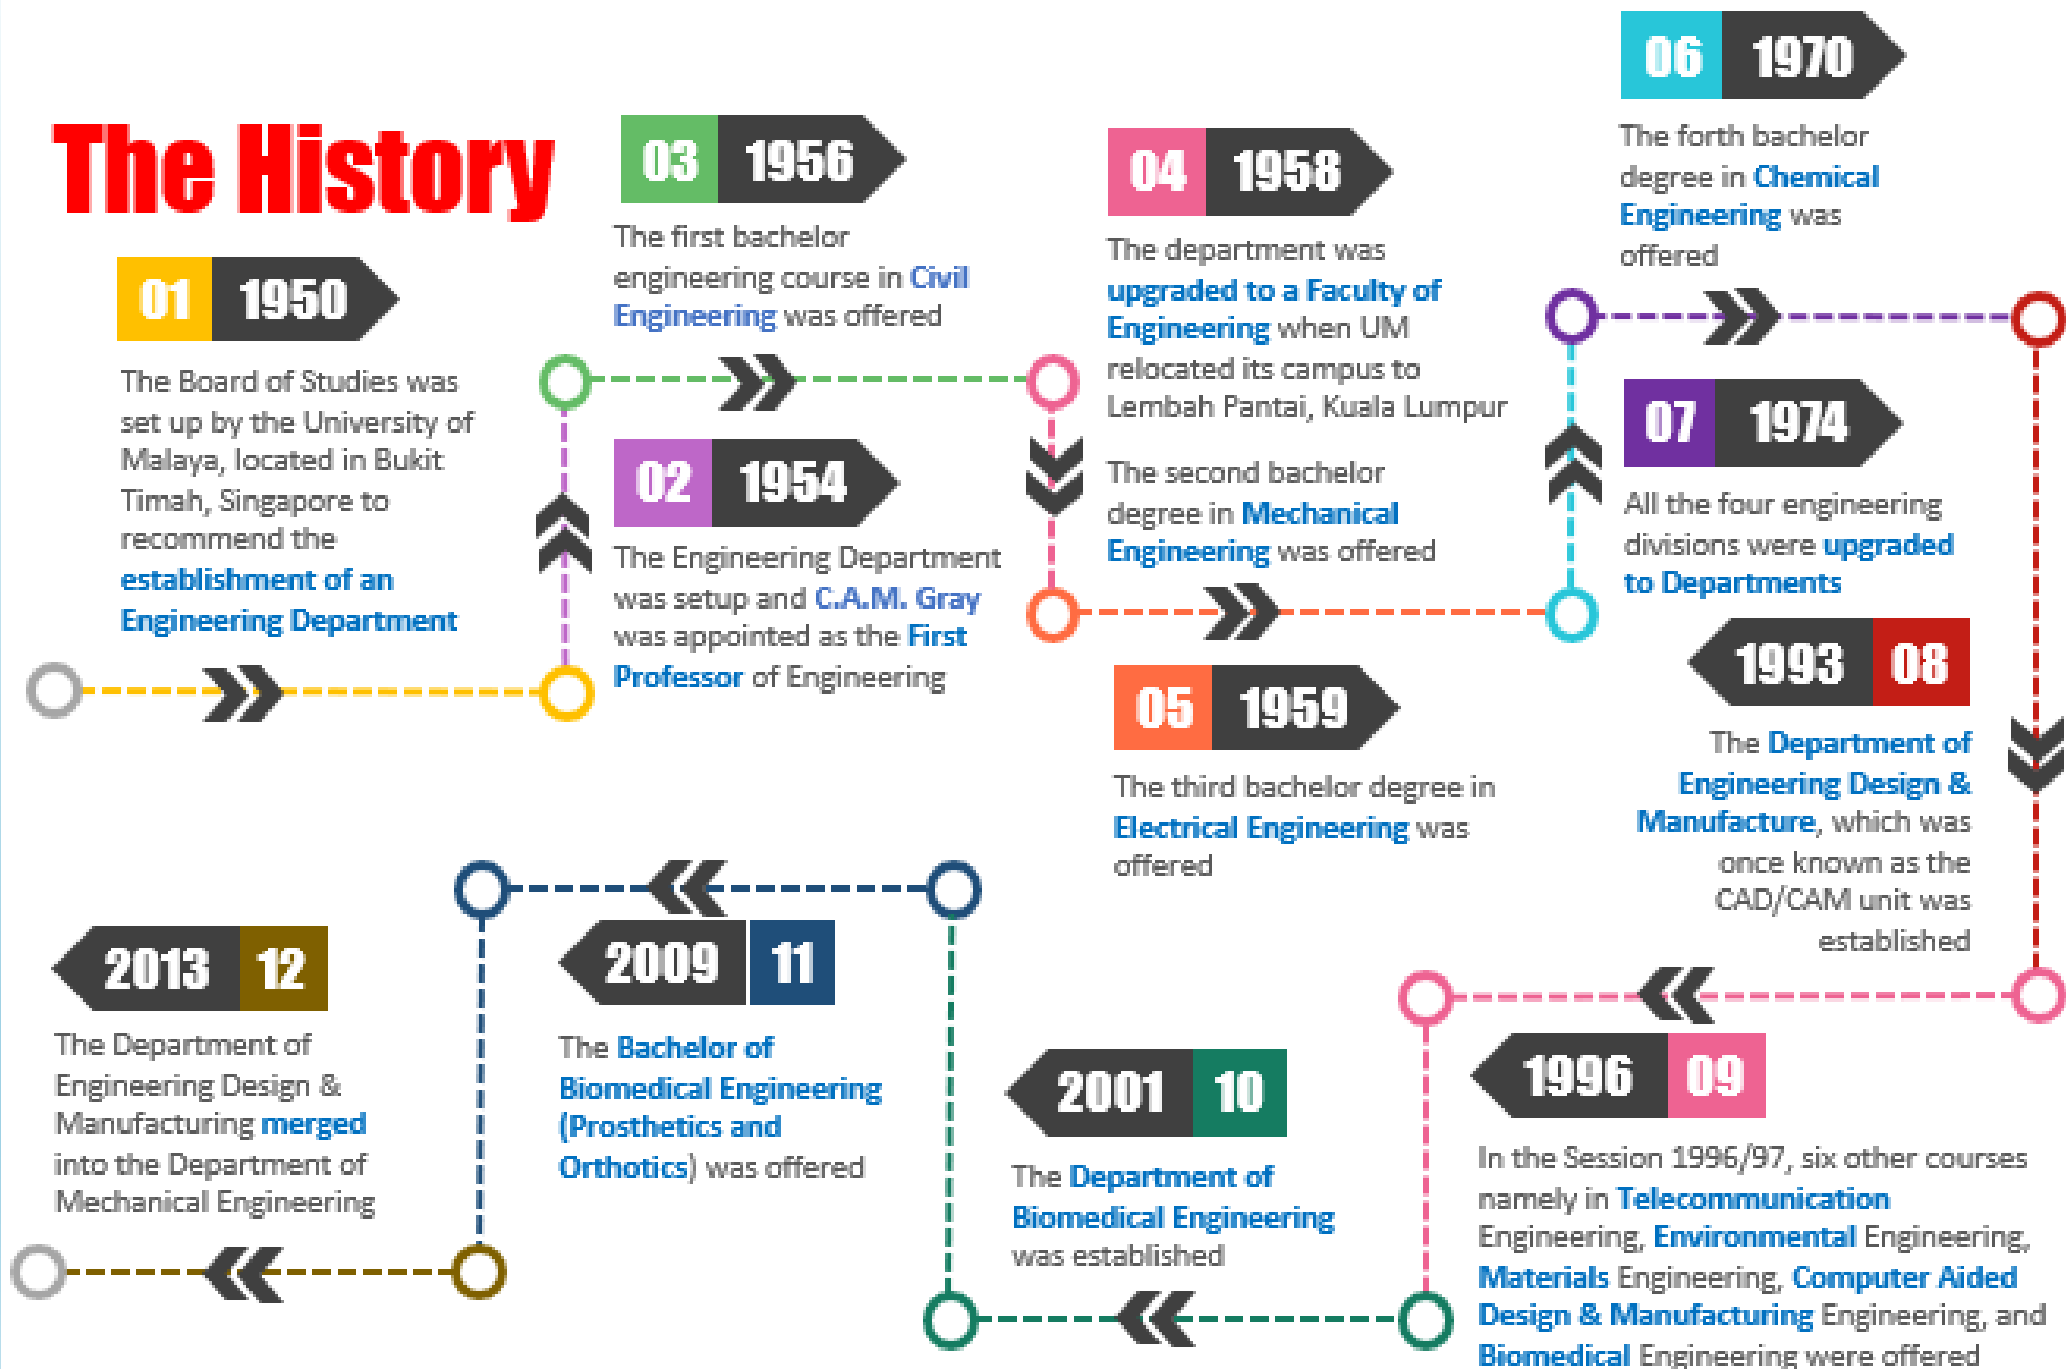 The History
01 1950
The Board of Studies was
set up by the University of
Malaya, located in Bukit
Timah, Singapore to
recommend the
establishment of an
Engineering Department
02 1954
The Engineering Department
was setup and C.A.M. Gray
was appointed as the First
Professor of Engineering
03 1956
The first bachelor
engineering course in Civil
Engineering was offered
04 1958
The department was
upgraded to a Faculty of
Engineering when UM
relocated its campus to
Lembah Pantai, Kuala Lumpur
The second bachelor
degree in Mechanical
Engineering was offered
05 1959
The third bachelor degree in
Electrical Engineering was
offered
06 1970
The forth bachelor
degree in Chemical
Engineering was
offered
07 1974
All the four engineering
divisions were upgraded
to Departments
1993 08
The Department of
Engineering Design &
Manufacture, which was
once known as the
CAD/CAM unit was
established
1996 09
In the Session 1996/97, six other courses
namely in Telecommunication
Engineering, Environmental Engineering,
Materials Engineering, Computer Aided
Design & Manufacturing Engineering, and
Biomedical Engineering were offered
2001 10
The Department of
Biomedical Engineering
was established
2009 11
The Bachelor of
Biomedical Engineering
(Prosthetics and
Orthotics) was offered
2013 12
The Department of
Engineering Design &
Manufacturing merged
into the Department of
Mechanical Engineering